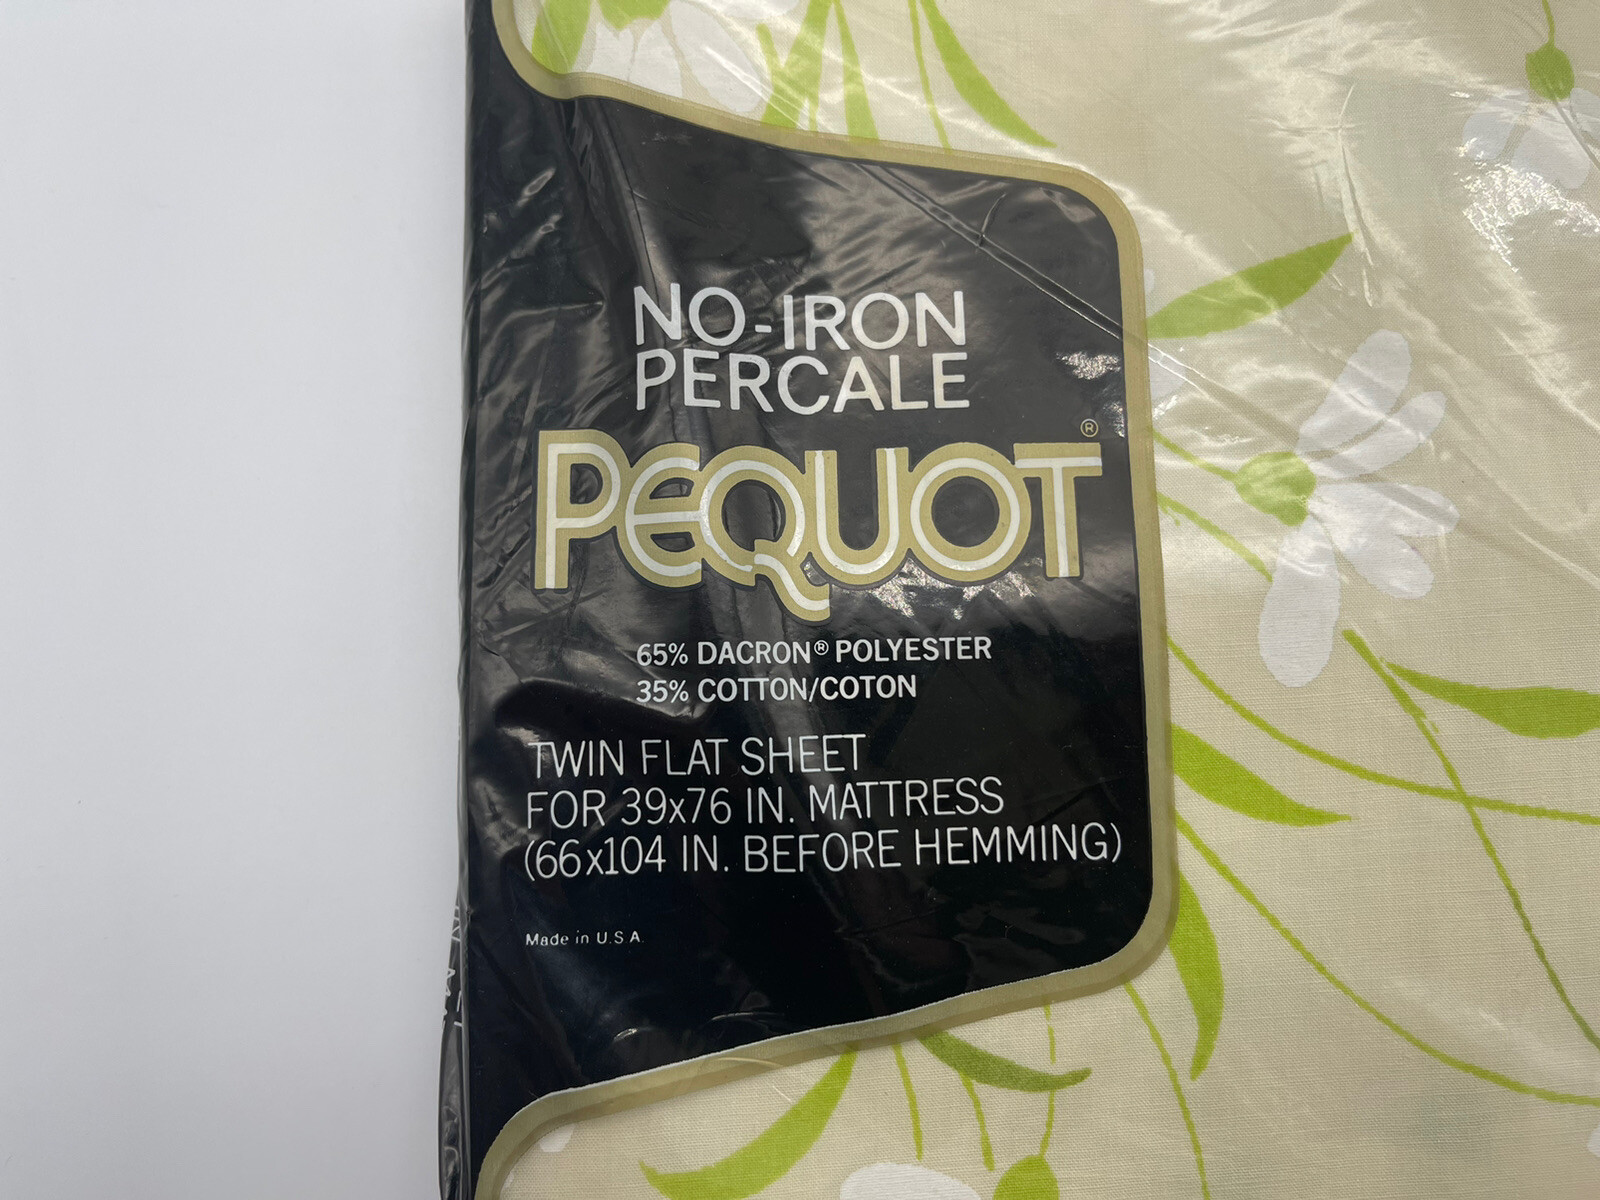 NO-IRON
PERCALE
PEQUOT®
65% DACRON® POLYESTER
35% COTTON/COTON
TWIN FLAT SHEET
FOR 39x76 IN. MATTRESS
(66x104 IN. BEFORE HEMMING)
Made in U.S.A.